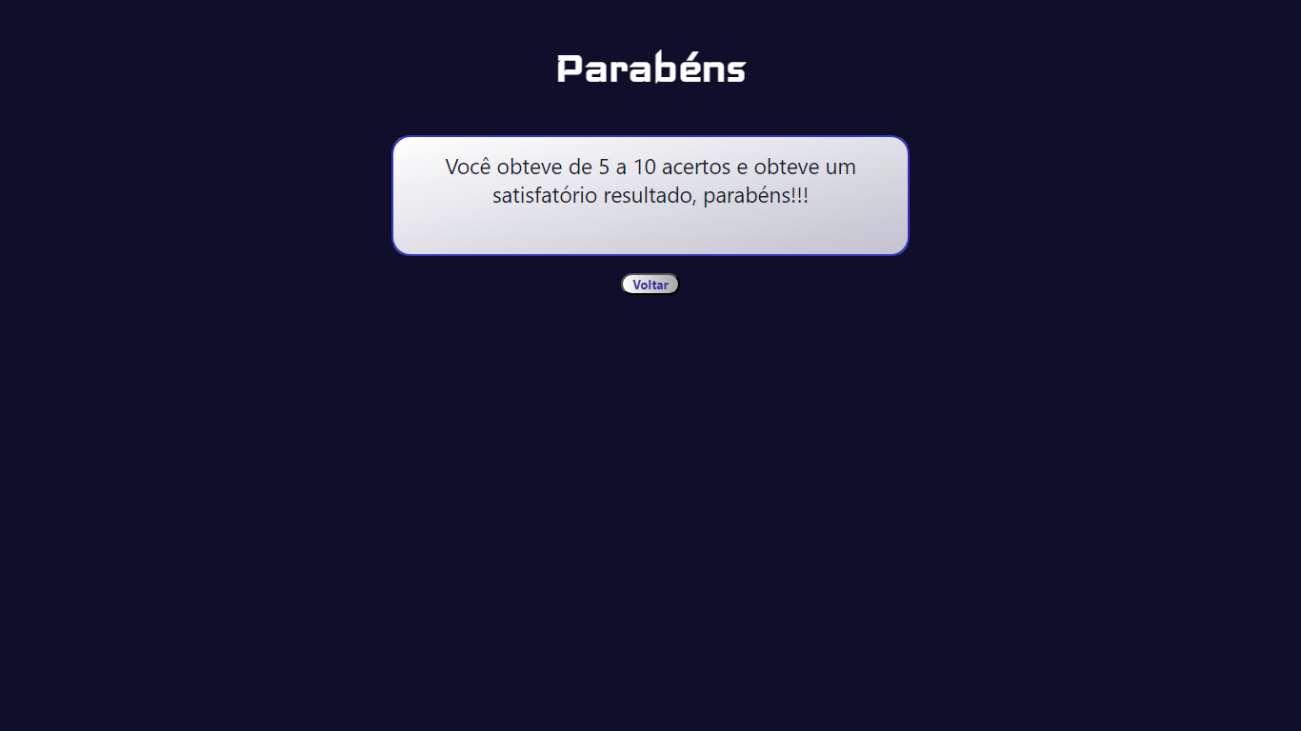 Parabéns
Você obteve de 5 a 10 acertos e obteve um
satisfatório resultado, parabéns!!!
Voltar